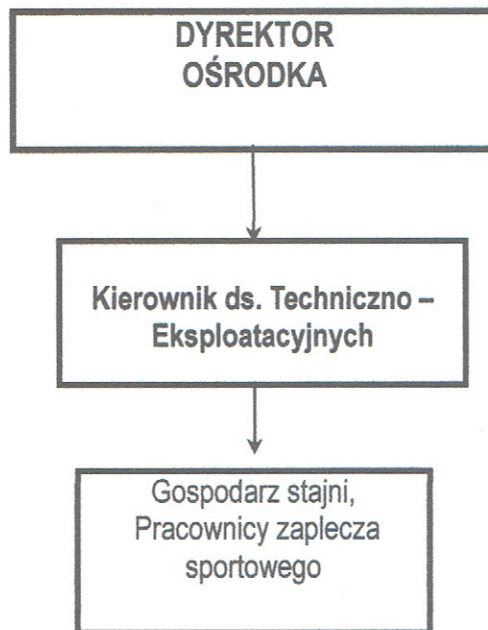 DYREKTOR
OŚRODKA
Kierownik ds. Techniczno –
Eksploatacyjnych
Gospodarz stajni,
Pracownicy zaplecza
sportowego